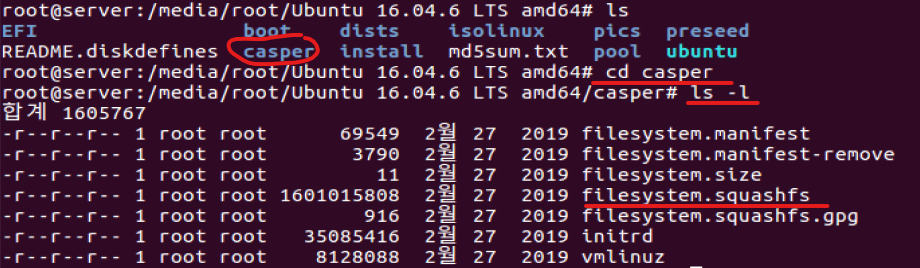 root@server:/media/root/Ubuntu 16.04.6 LTS amd64# ls
EFI boot dists isolinux pics preseed
README.diskdefines casper install md5sum.txt pool ubuntu
root@server:/media/root/Ubuntu 16.04.6 LTS amd64# cd casper
root@server:/media/root/Ubuntu 16.04.6 LTS amd64/casper# ls -l
합계 1605767
-r--r--r-- 1 root root 69549 2월 27 2019 filesystem.manifest
-r--r--r-- 1 root root 3790 2월 27 2019 filesystem.manifest-remove
-r--r--r-- 1 root root 11 2월 27 2019 filesystem.size
-r--r--r-- 1 root root 1601015808 2월 27 2019 filesystem.squashfs
-r--r--r-- 1 root root 916 2월 27 2019 filesystem.squashfs.gpg
-r--r--r-- 1 root root 35085416 2월 27 2019 initrd
-r--r--r-- 1 root root 8128088 2월 27 2019 vmlinuz